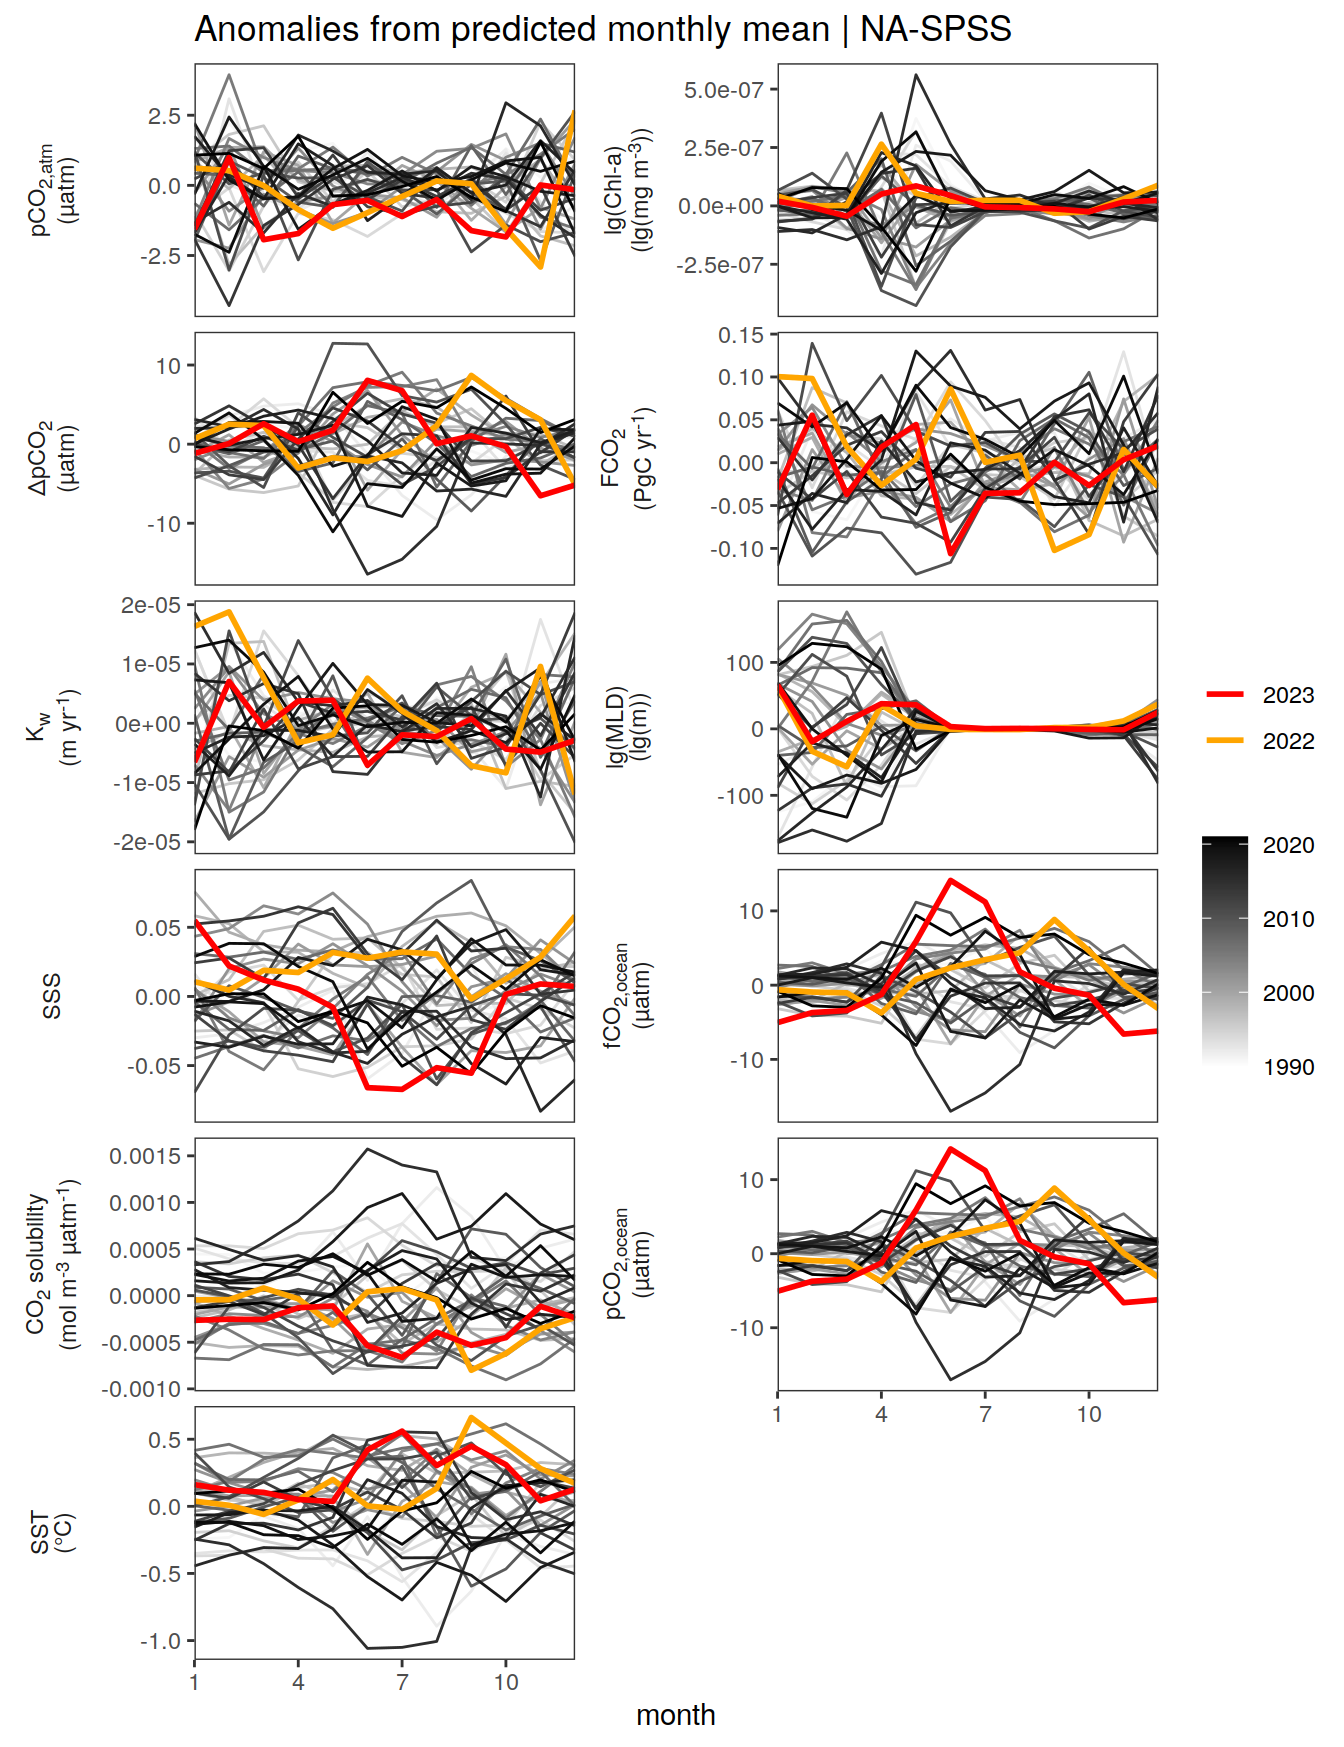 Anomalies from predicted monthly mean | NA-SPSS
pCO2,atm
(µatm)
2.5
0.0
-2.5
lg(Chl-a)
(lg(mg m-3))
5.0e-07
2.5e-07
0.0e+00
-2.5e-07
ΔpCO2
(µatm)
10
0
-10
FCO2
(PgC yr-1)
0.15
0.10
0.05
0.00
-0.05
-0.10
Kw
(m yr-1)
2e-05
1e-05
0e+00
-1e-05
-2e-05
lg(MLD)
(lg(m))
100
0
-100
SSS
0.05
0.00
-0.05
fCO2,ocean
(µatm)
10
0
-10
CO2 solubility
(mol m-3 µatm-1)
0.0015
0.0010
0.0005
0.0000
-0.0005
-0.0010
pCO2,ocean
(µatm)
10
0
-10
1 4 7 10
SST
(°C)
0.5
0.0
-0.5
-1.0
1 4 7 10
month
2023
2022
2020
2010
2000
1990